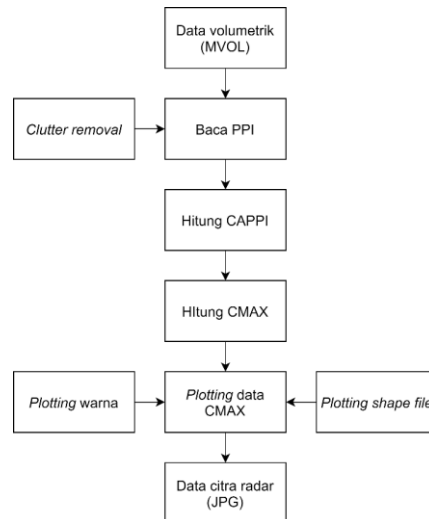 Data volumetrik
(MVOL)
Clutter removal
Baca PPI
Hitung CAPPI
HItung CMAX
Plotting warna
Plotting data
CMAX
Plotting shape file
Data citra radar
(JPG)